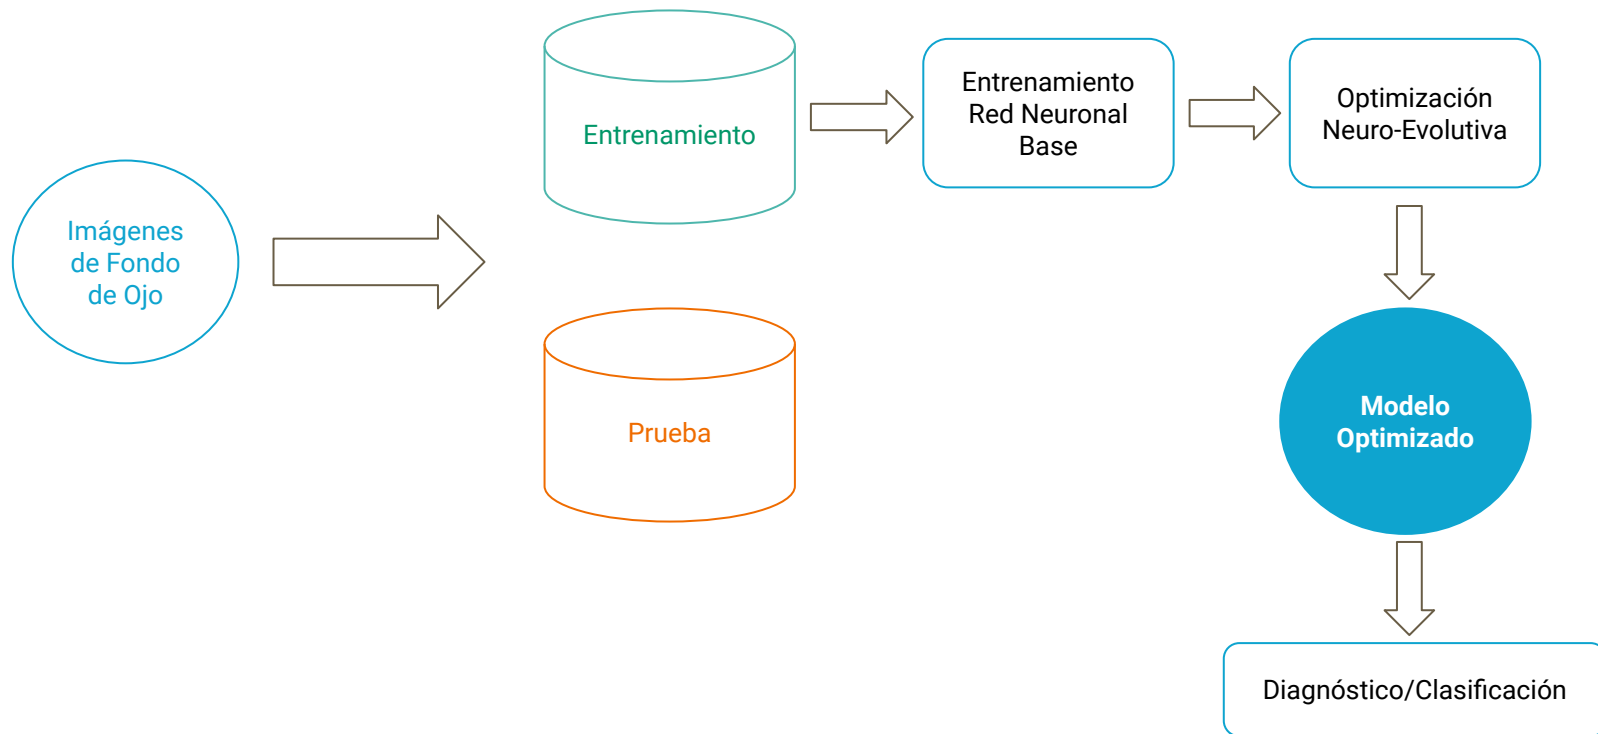 Imágenes
de Fondo
de Ojo
Entrenamiento
Prueba
Entrenamiento
Red Neuronal
Base
Optimización
Neuro-Evolutiva
Modelo
Optimizado
Diagnóstico/Clasificación